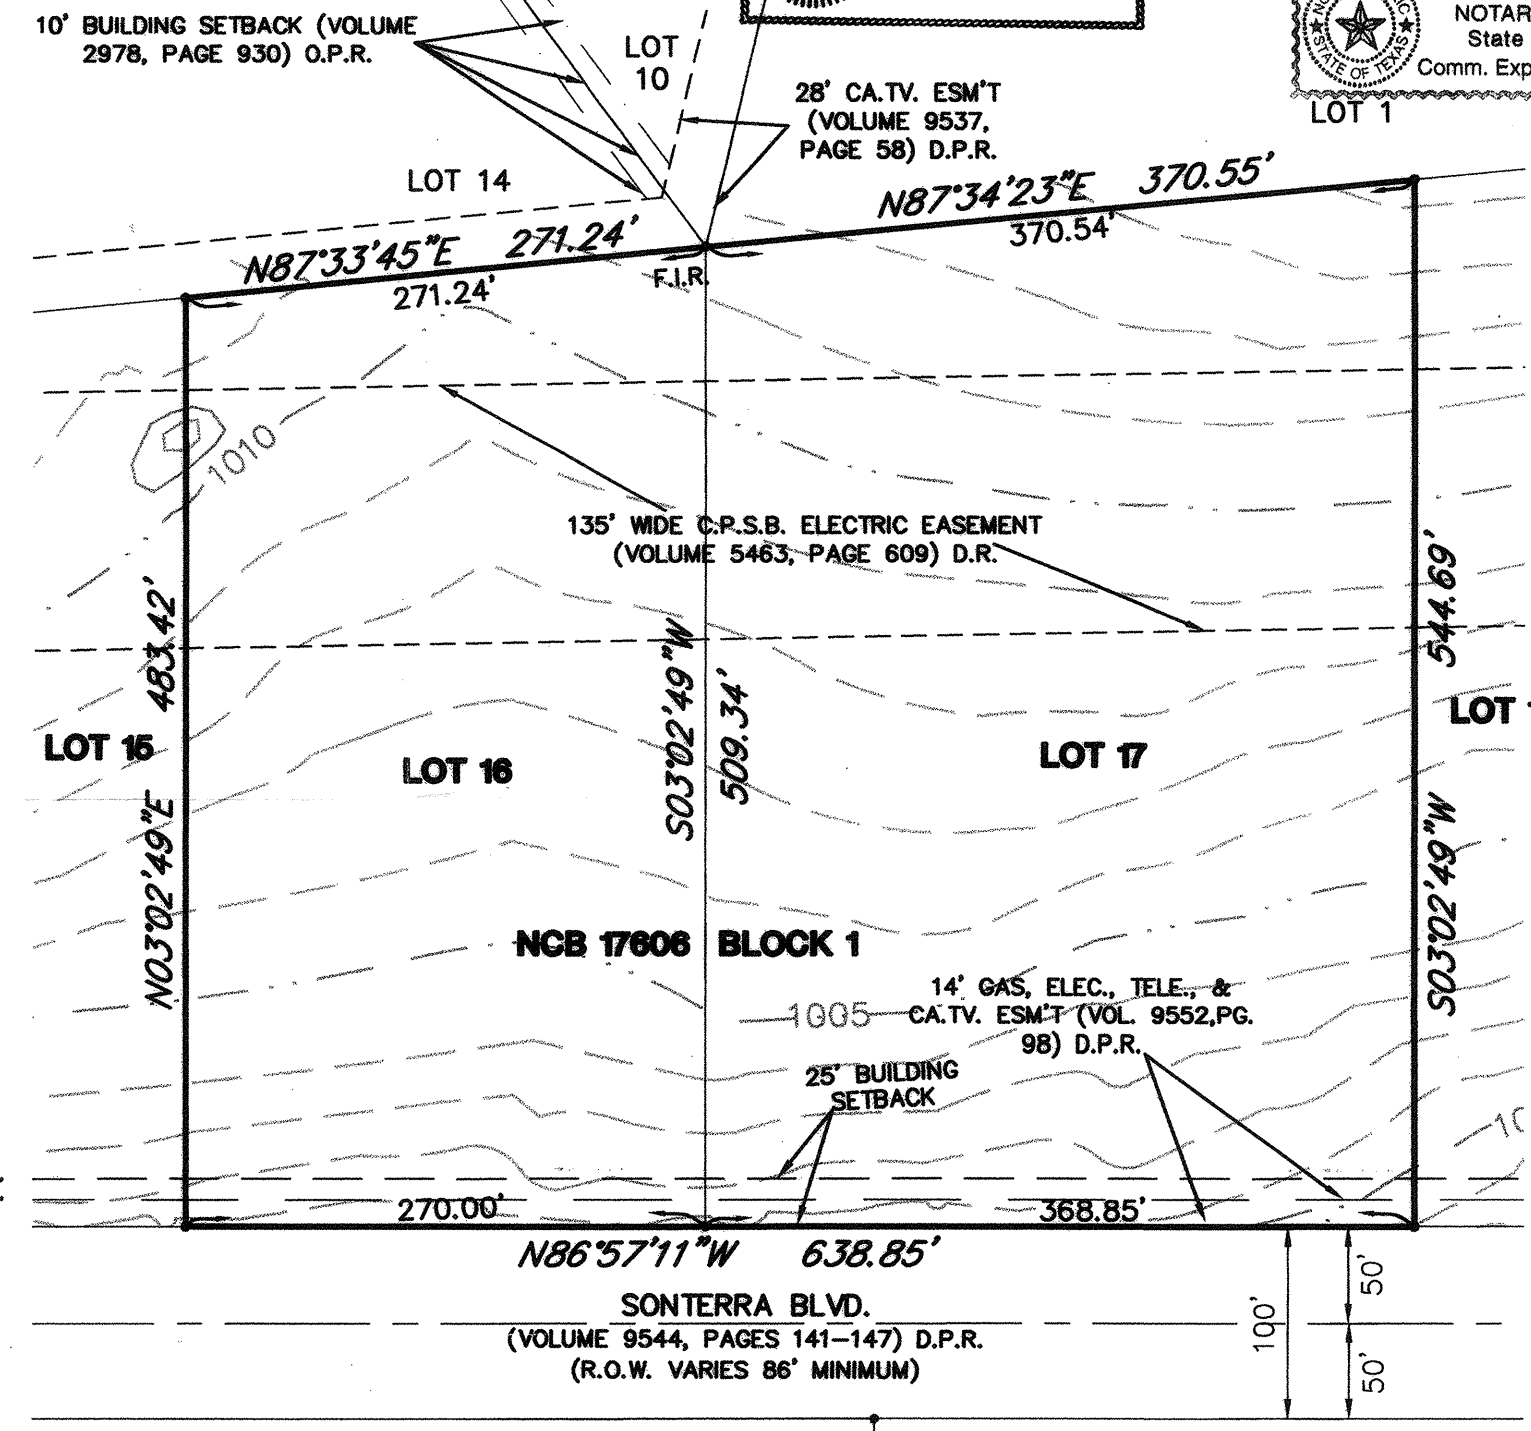 10' BUILDING SETBACK (VOLUME
2978, PAGE 930) O.P.R.
LOT
10
28' CA.TV. ESM'T
(VOLUME 9537,
PAGE 58) D.P.R.
NOTAR
State
Comm. Exp
STATE OF TEXAS
LOT 1
LOT 14
N87°33'45"E 271.24'
271.24'
F.I.R.
N87°34'23"E 370.55'
370.54'
1010
135' WIDE C.P.S.B. ELECTRIC EASEMENT
(VOLUME 5463, PAGE 609) D.R.
N03°02'49"E 483.42'
S03°02'49"W
509.34'
S03°02'49"W 544.69'
LOT 15
LOT 16
LOT 17
LOT
NCB 17606 BLOCK 1
1005
14' GAS, ELEC., TELE., &
CA.TV. ESM'T (VOL. 9552,PG.
98) D.P.R.
25' BUILDING
SETBACK
10
270.00'
368.85'
N86°57'11"W 638.85'
SONTERRA BLVD.
(VOLUME 9544, PAGES 141-147) D.P.R.
(R.O.W. VARIES 86' MINIMUM)
100'
50'
50'